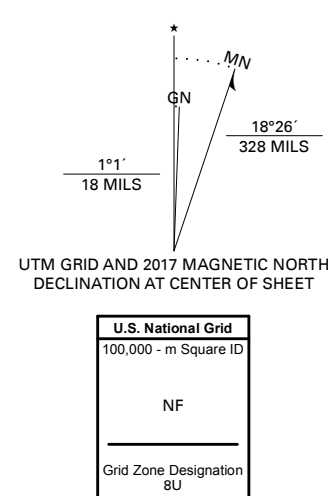 ★
MN
GN
18°26´
328 MILS
1°1´
18 MILS
UTM GRID AND 2017 MAGNETIC NORTH
DECLINATION AT CENTER OF SHEET
U.S. National Grid
100,000 - m Square ID
NF
Grid Zone Designation
8U